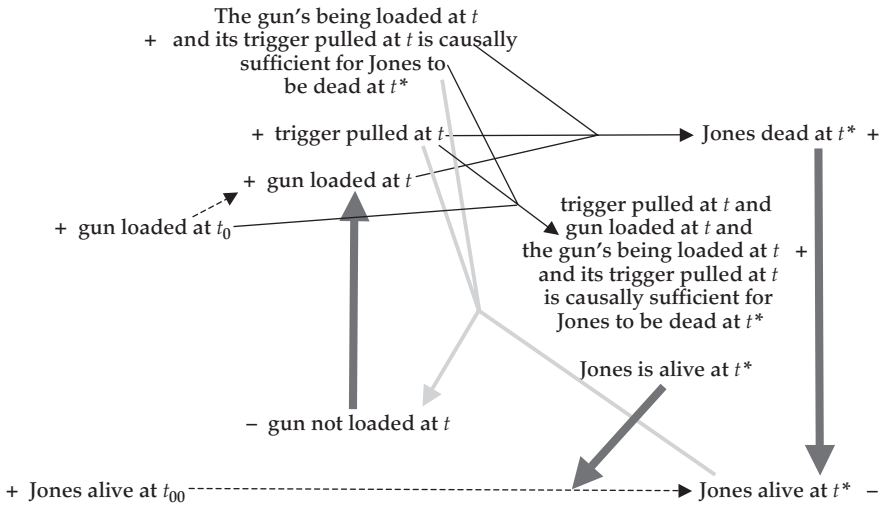 The gun's being loaded at t
+ and its trigger pulled at t is causally
sufficient for Jones to
be dead at t*
+ trigger pulled at t
Jones dead at t* +
+ gun loaded at t
+ gun loaded at t₀
trigger pulled at t and
gun loaded at t and
the gun's being loaded at t +
and its trigger pulled at t
is causally sufficient for
Jones to be dead at t*
Jones is alive at t*
− gun not loaded at t
+ Jones alive at t₀₀
Jones alive at t* −